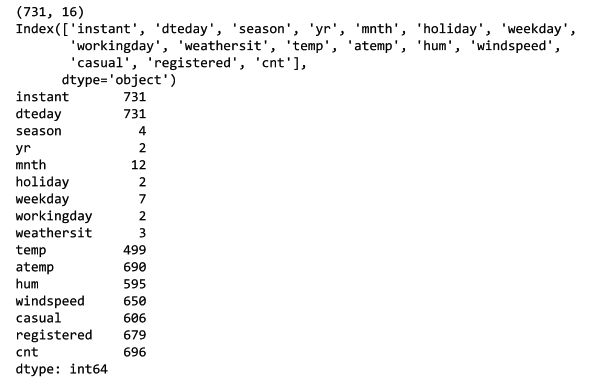 (731, 16)
Index(['instant', 'dteday', 'season', 'yr', 'mnth', 'holiday', 'weekday',
'workingday', 'weathersit', 'temp', 'atemp', 'hum', 'windspeed',
'casual', 'registered', 'cnt'],
dtype='object')
instant 731
dteday 731
season 4
yr 2
mnth 12
holiday 2
weekday 7
workingday 2
weathersit 3
temp 499
atemp 690
hum 595
windspeed 650
casual 606
registered 679
cnt 696
dtype: int64